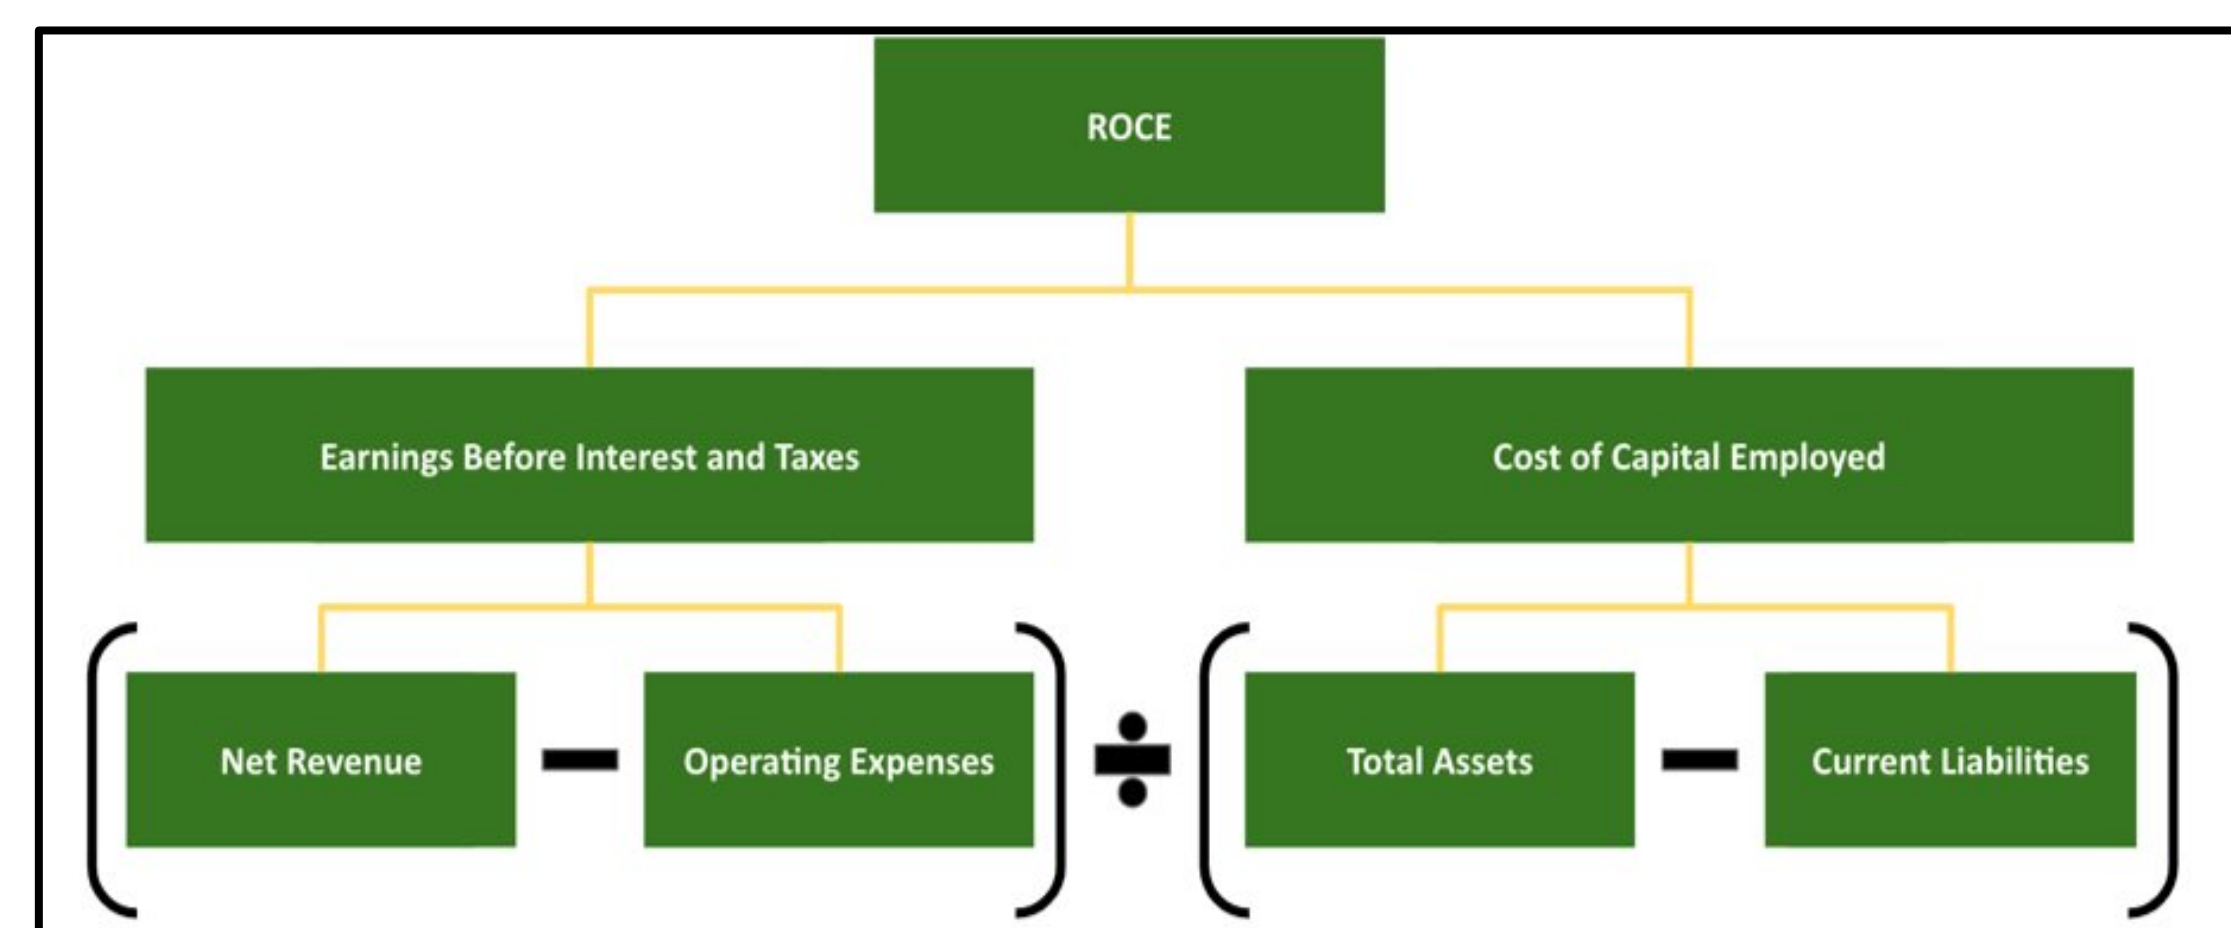 ROCE
Earnings Before Interest and Taxes
Cost of Capital Employed
Net Revenue
Operating Expenses
Total Assets
Current Liabilities